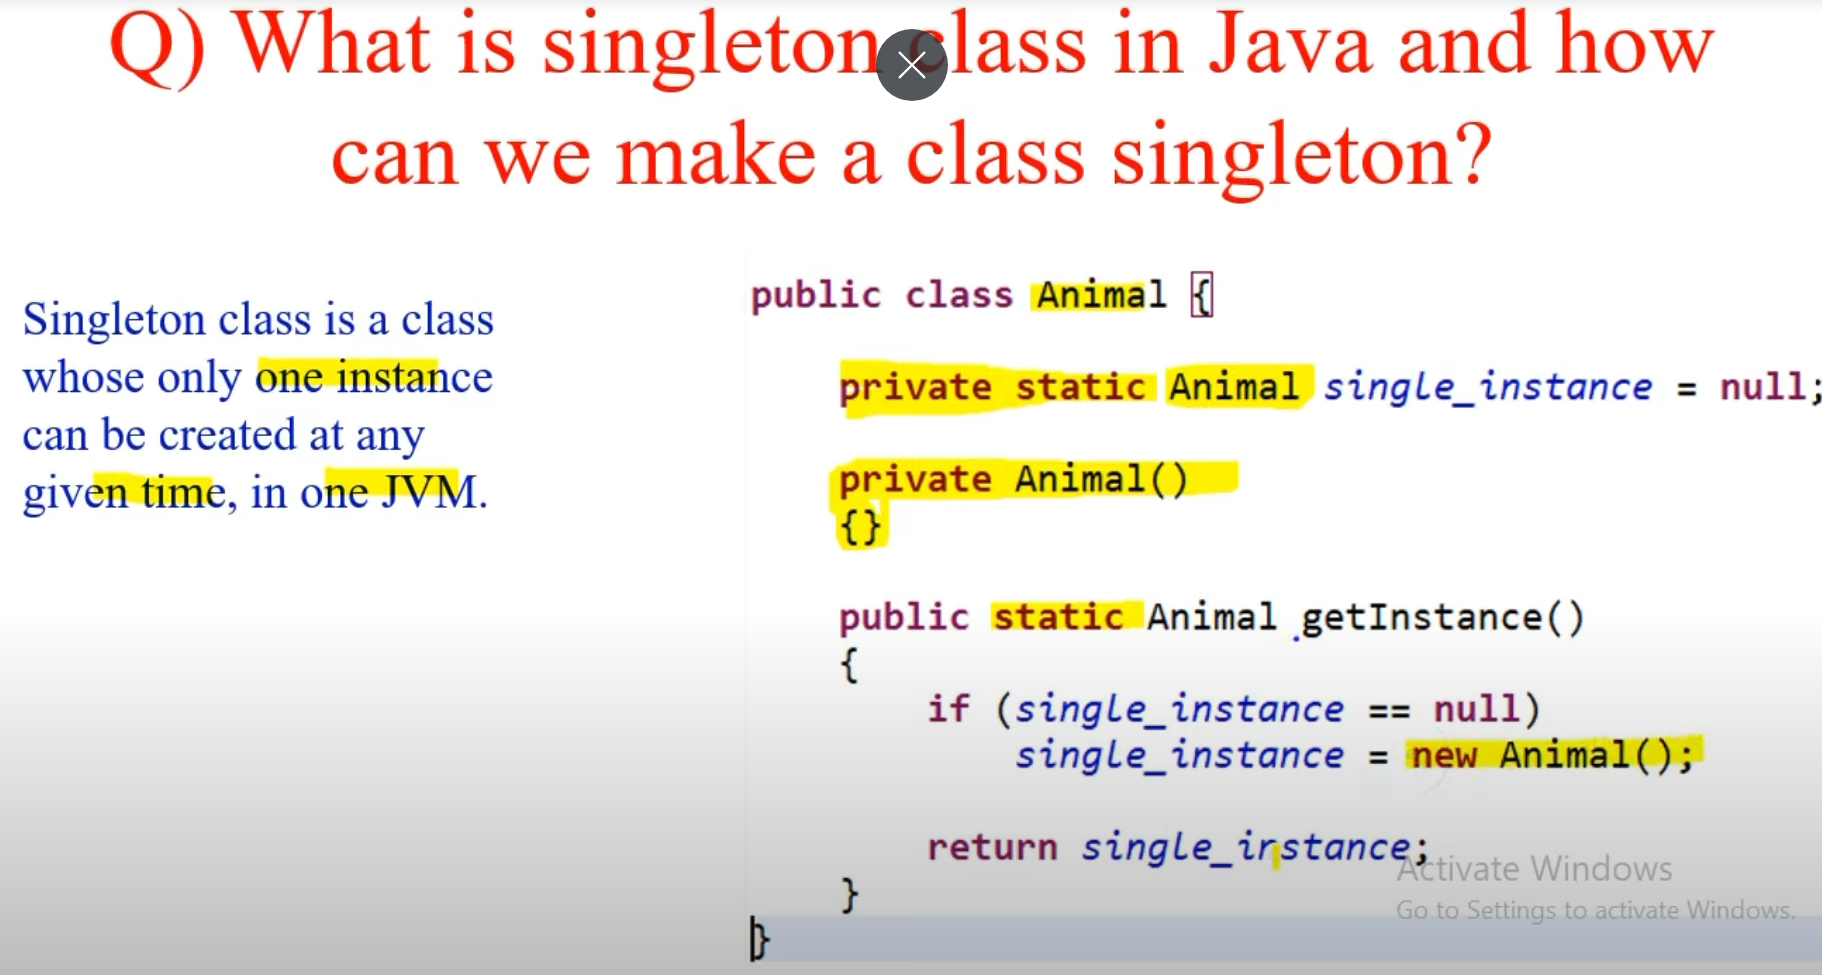 Q) What is singleton class in Java and how
can we make a class singleton?
Singleton class is a class
whose only one instance
can be created at any
given time, in one JVM.
public class Animal {
private static Animal single_instance = null;
private Animal()
{}
public static Animal getInstance()
{
if (single_instance == null)
single_instance = new Animal();
return single_instance;
}
}
Activate Windows
Go to Settings to activate Windows.